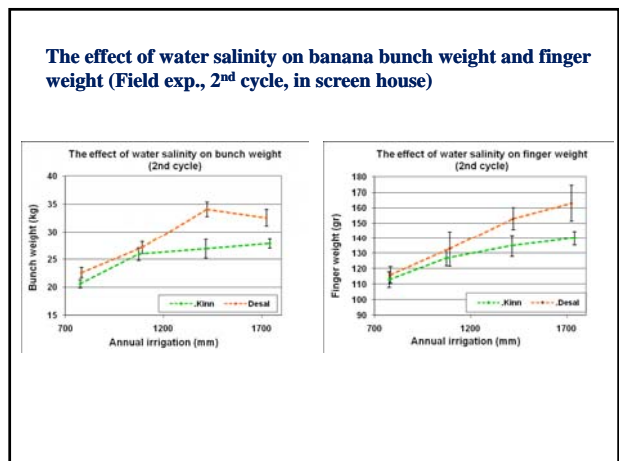 The effect of water salinity on banana bunch weight and finger
weight (Field exp., 2nd cycle, in screen house)
The effect of water salinity on bunch weight
(2nd cycle)
40
35
30
25
20
15
Bunch weight (kg)
700
1200
1700
Annual irrigation (mm)
.Kinn
Desal
The effect of water salinity on finger weight
(2nd cycle)
180
170
160
150
140
130
120
110
100
90
Finger weight (gr)
700
1200
1700
Annual irrigation (mm)
.Kinn
.Desal